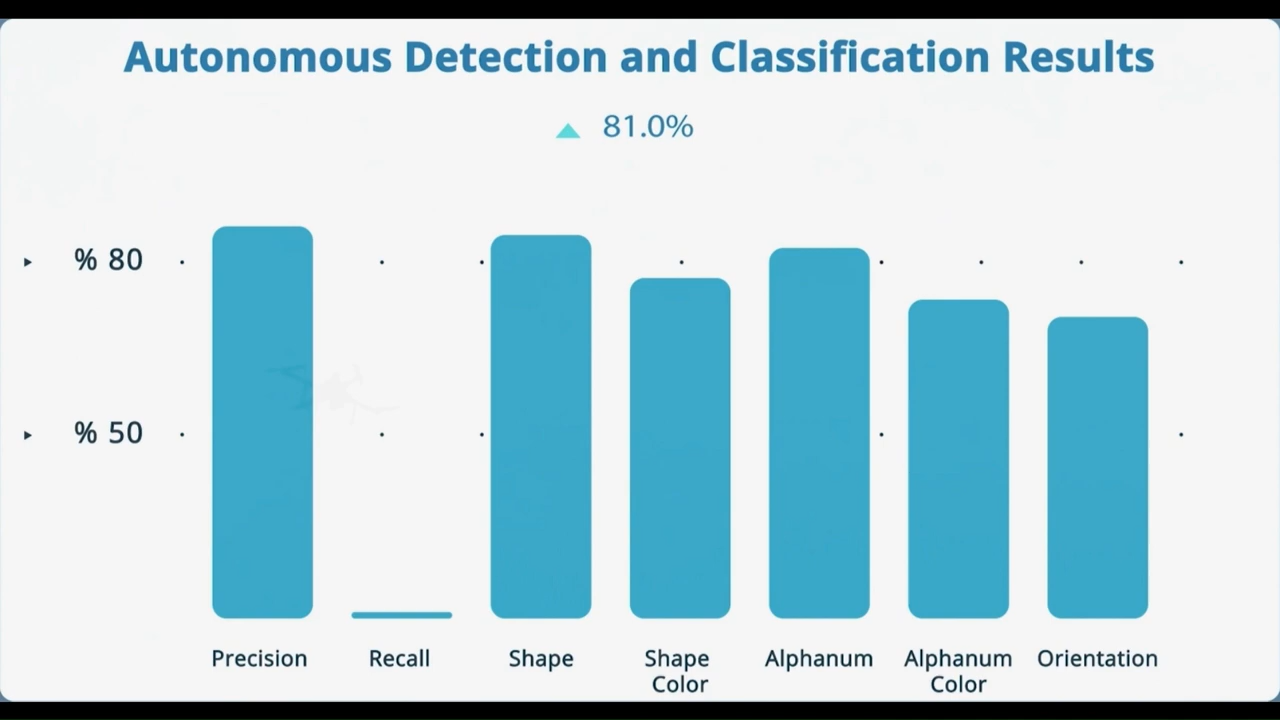 Autonomous Detection and Classification Results
81.0%
% 80
% 50
Precision
Recall
Shape
Shape
Color
Alphanum
Alphanum
Color
Orientation